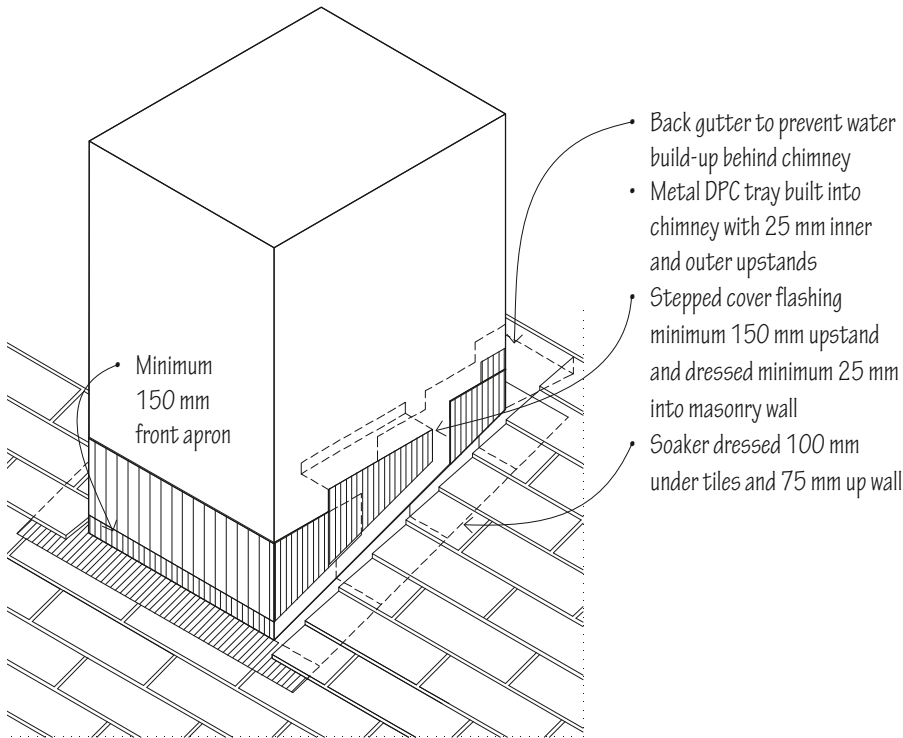 • Back gutter to prevent water
build-up behind chimney
• Metal DPC tray built into
chimney with 25 mm inner
and outer upstands
• Stepped cover flashing
minimum 150 mm upstand
and dressed minimum 25 mm
into masonry wall
• Soaker dressed 100 mm
under tiles and 75 mm up wall
• Minimum
150 mm
front apron